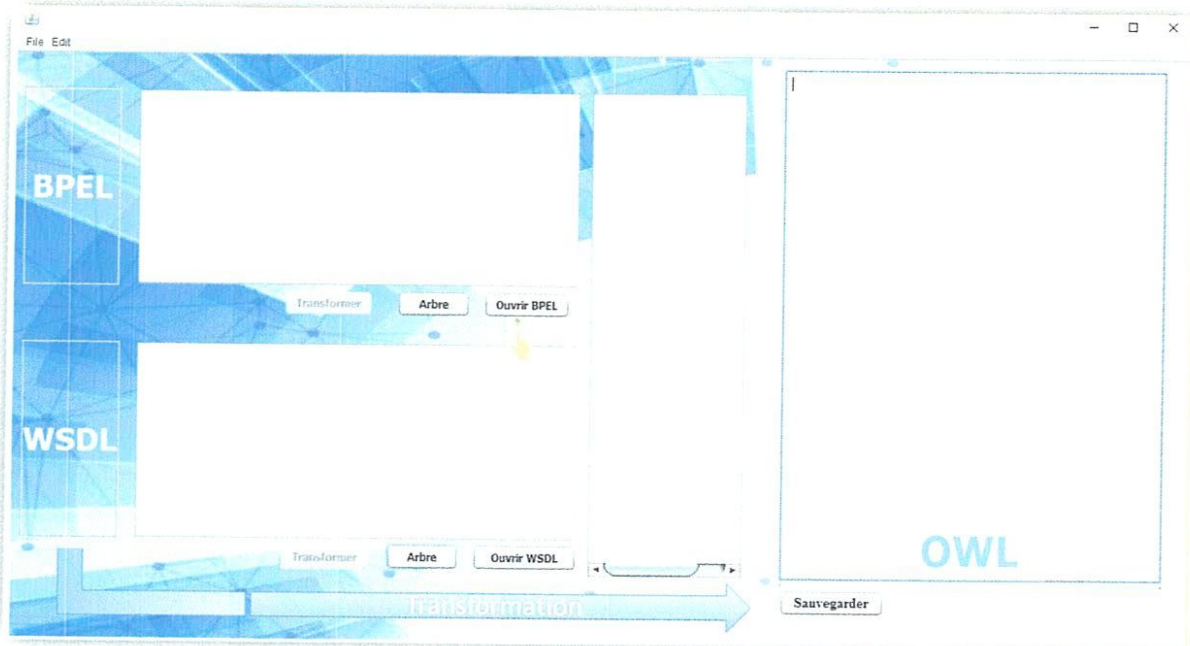 File Edit
BPEL
Transformer Arbre Ouvrir BPEL
WSDL
Transformer Arbre Ouvrir WSDL
OWL
Transformation
Sauvegarder